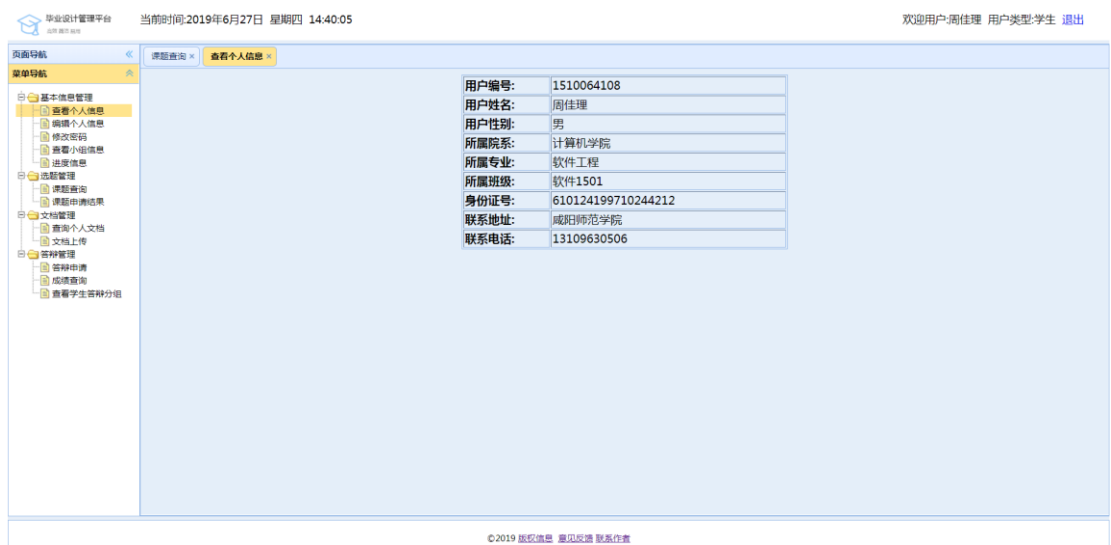 毕业设计管理平台 当前时间:2019年6月27日 星期四 14:40:05 欢迎用户:周佳理 用户类型:学生 退出
页面导航
菜单导航
基本信息管理
查看个人信息
编辑个人信息
修改密码
查看小组信息
进度信息
选题管理
课题查询
课题申请结果
文档管理
查询个人文档
文档上传
答辩管理
答辩申请
成绩查询
查看学生答辩分组
课题查询 × 查看个人信息 ×
用户编号: 1510064108
用户姓名: 周佳理
用户性别: 男
所属院系: 计算机学院
所属专业: 软件工程
所属班级: 软件1501
身份证号: 610124199710244212
联系地址: 咸阳师范学院
联系电话: 13109630506
©2019 版权信息 意见反馈 联系作者